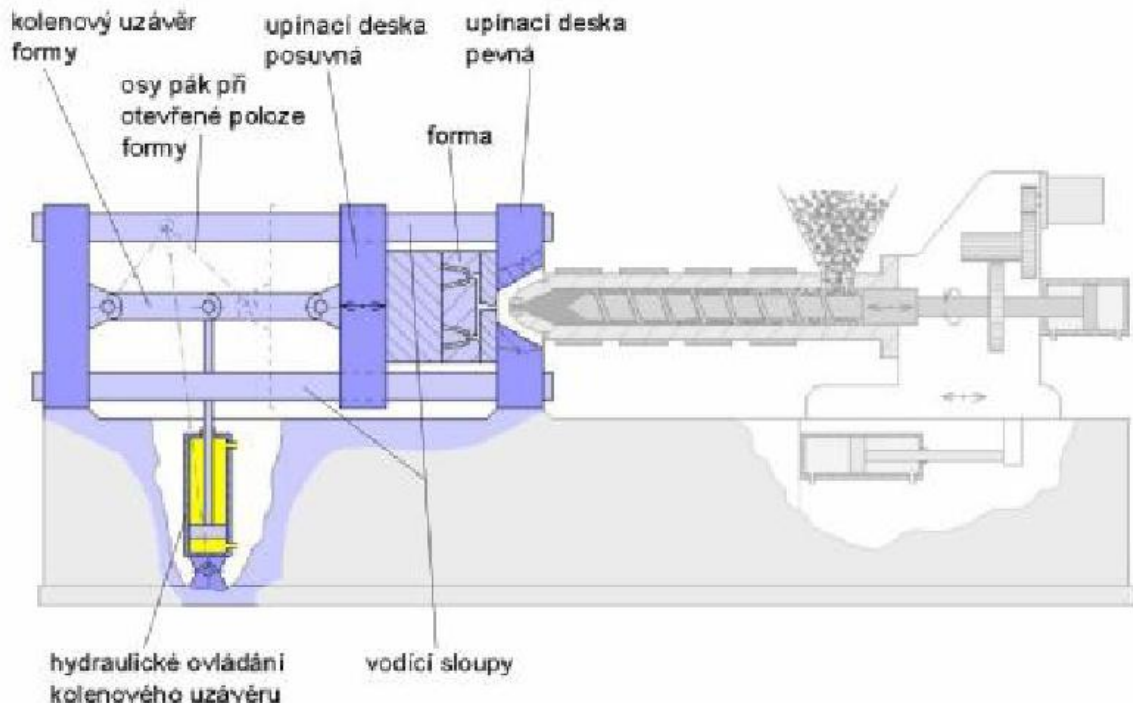 kolenový uzávěr
formy
upínací deska
posuvná
upínací deska
pevná
osy pák při
otevřené poloze
formy
forma
hydraulické ovládání
kolenového uzávěru
vodící sloupy